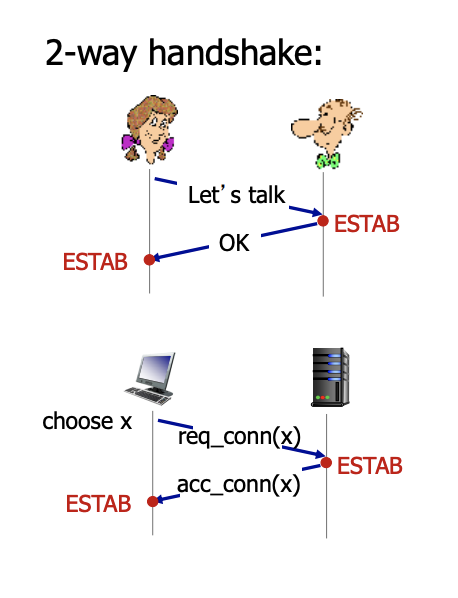 2-way handshake:
Let’s talk
ESTAB
OK
ESTAB
choose x
req_conn(x)
ESTAB
acc_conn(x)
ESTAB